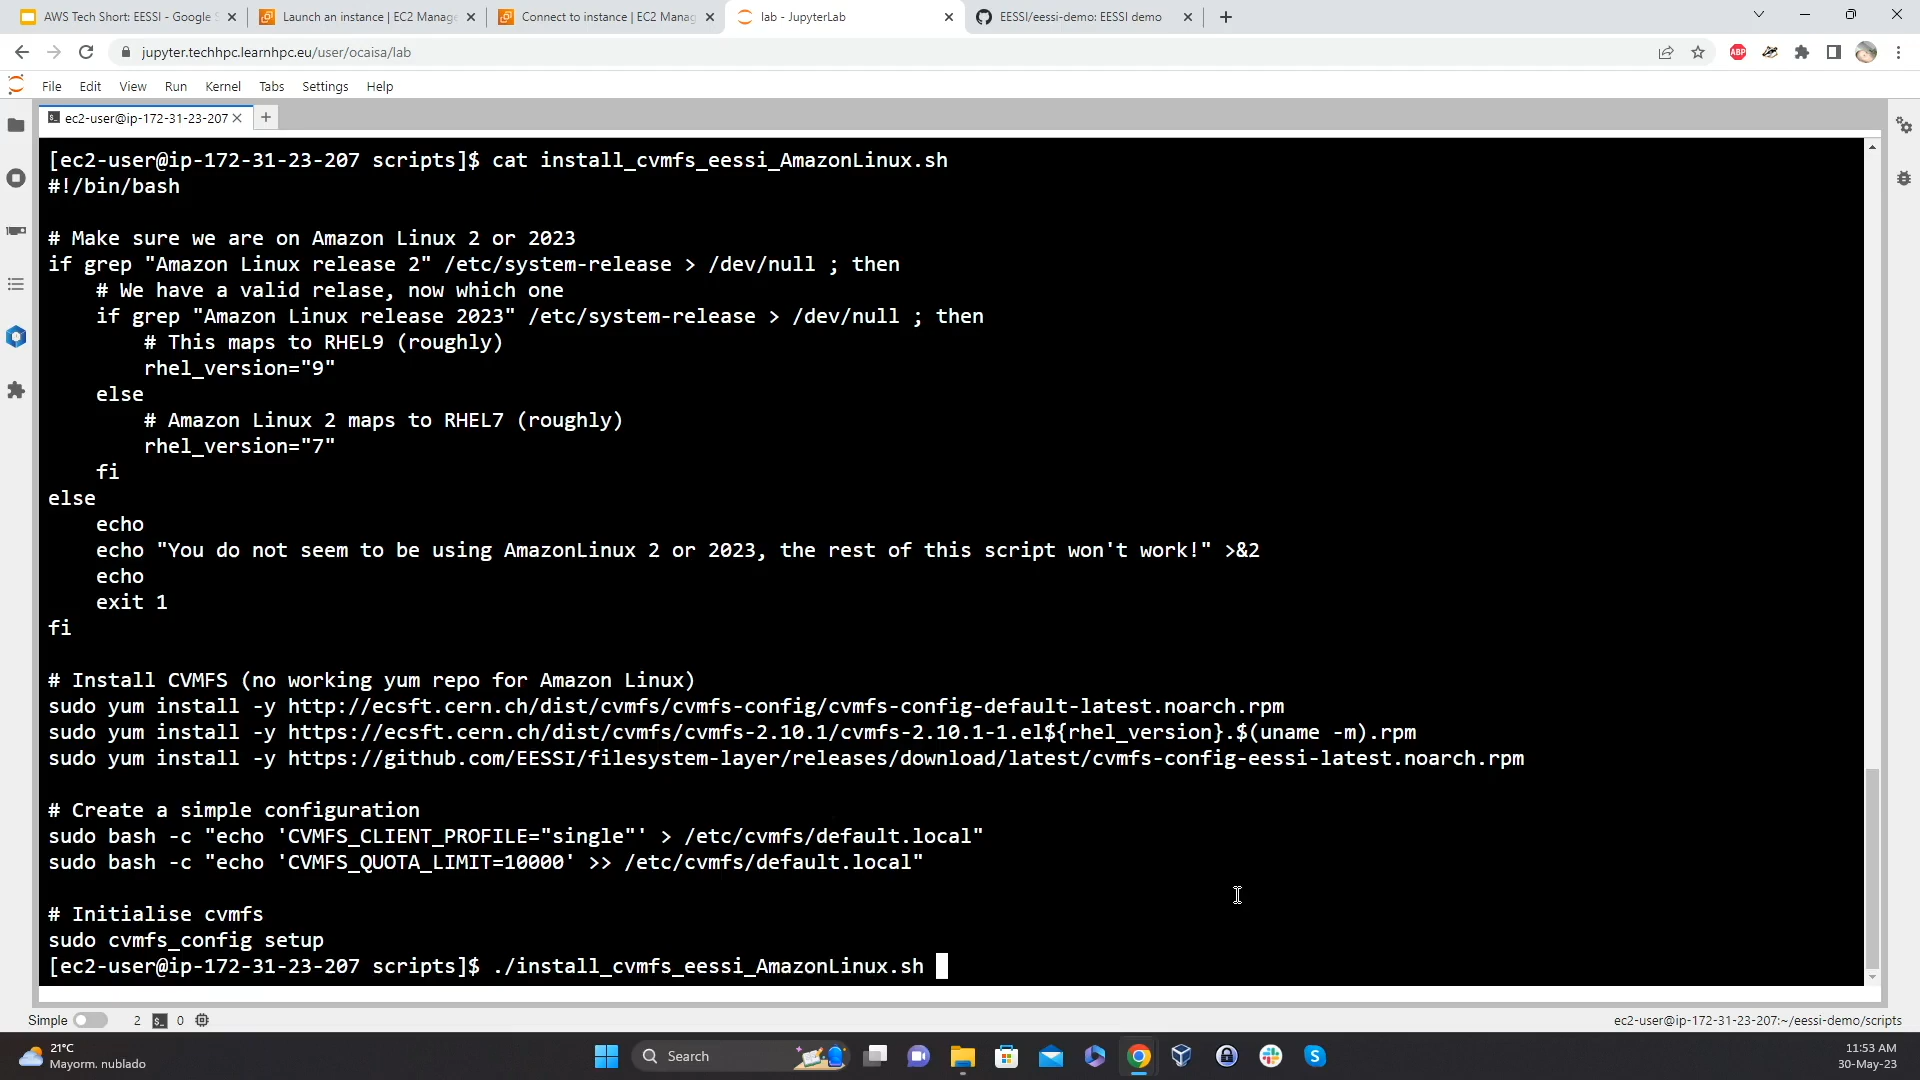 AWS Tech Short: EESSI - Google S
Launch an instance | EC2 Manage
Connect to instance | EC2 Manag
lab - JupyterLab
EESSI/eessi-demo: EESSI demo
jupyter.techhpc.learnhpc.eu/user/ocaisa/lab
ABP
File Edit View Run Kernel Tabs Settings Help
ec2-user@ip-172-31-23-207
[ec2-user@ip-172-31-23-207 scripts]$ cat install_cvmfs_eessi_AmazonLinux.sh
#!/bin/bash
# Make sure we are on Amazon Linux 2 or 2023
if grep "Amazon Linux release 2" /etc/system-release > /dev/null ; then
# We have a valid relase, now which one
if grep "Amazon Linux release 2023" /etc/system-release > /dev/null ; then
# This maps to RHEL9 (roughly)
rhel_version="9"
else
# Amazon Linux 2 maps to RHEL7 (roughly)
rhel_version="7"
fi
else
echo
echo "You do not seem to be using AmazonLinux 2 or 2023, the rest of this script won't work!" >&2
echo
exit 1
fi
# Install CVMFS (no working yum repo for Amazon Linux)
sudo yum install -y http://ecsft.cern.ch/dist/cvmfs/cvmfs-config/cvmfs-config-default-latest.noarch.rpm
sudo yum install -y https://ecsft.cern.ch/dist/cvmfs/cvmfs-2.10.1/cvmfs-2.10.1-1.el${rhel_version}.$(uname -m).rpm
sudo yum install -y https://github.com/EESSI/filesystem-layer/releases/download/latest/cvmfs-config-eessi-latest.noarch.rpm
# Create a simple configuration
sudo bash -c "echo 'CVMFS_CLIENT_PROFILE="single"' > /etc/cvmfs/default.local"
sudo bash -c "echo 'CVMFS_QUOTA_LIMIT=10000' >> /etc/cvmfs/default.local"
# Initialise cvmfs
sudo cvmfs_config setup
[ec2-user@ip-172-31-23-207 scripts]$ ./install_cvmfs_eessi_AmazonLinux.sh
Simple 2 0
ec2-user@ip-172-31-23-207:~/eessi-demo/scripts
21°C
Mayorm. nublado
Search
11:53 AM
30-May-23